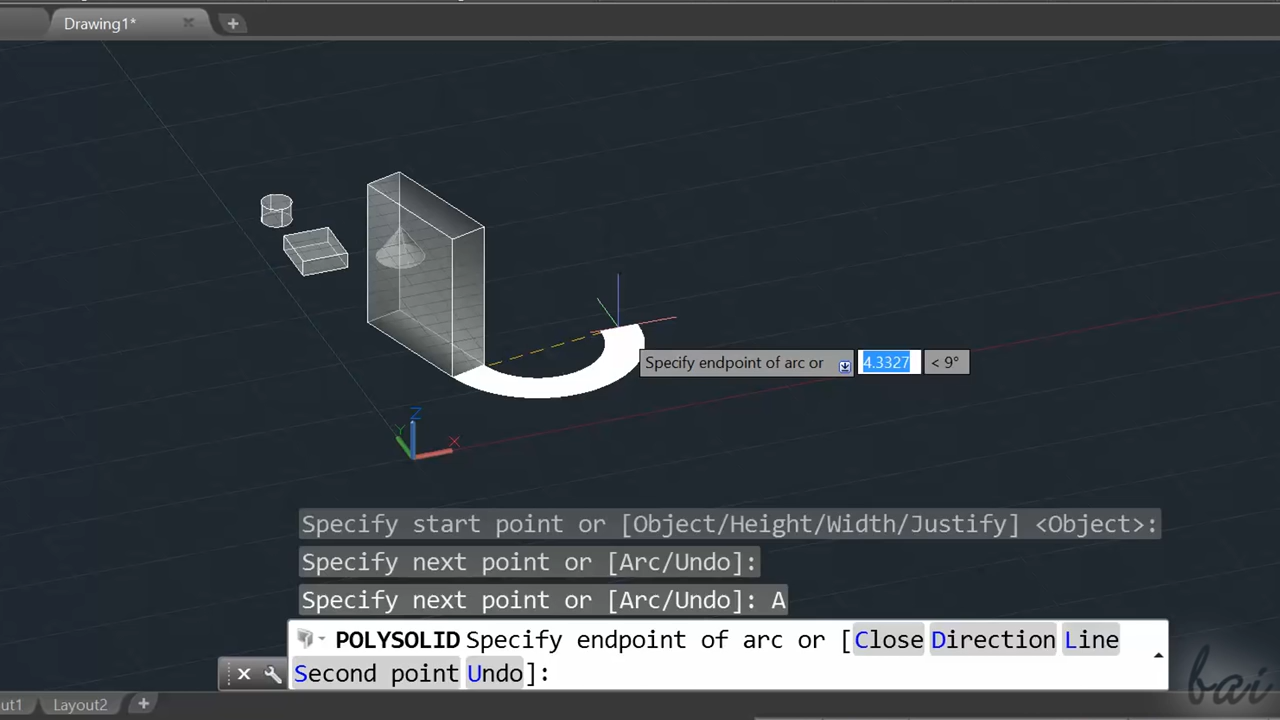 Drawing1*
Specify endpoint of arc or 4.3327 < 9°
Z
Y
X
Specify start point or [Object/Height/Width/Justify] <Object>:
Specify next point or [Arc/Undo]:
Specify next point or [Arc/Undo]: A
POLYSOLID Specify endpoint of arc or [Close Direction Line
Second point Undo]:
bai
ut1 Layout2